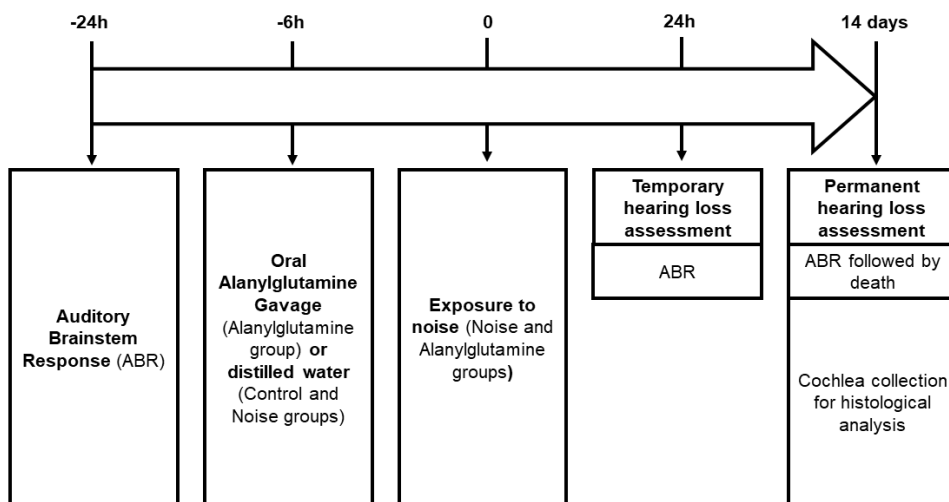 -24h
-6h
0
24h
14 days
Auditory
Brainstem
Response (ABR)
Oral
Alanylglutamine
Gavage
(Alanylglutamine
group) or
distilled water
(Control and
Noise groups)
Exposure to
noise (Noise and
Alanylglutamine
groups)
Temporary
hearing loss
assessment
ABR
Permanent
hearing loss
assessment
ABR followed by
death
Cochlea collection
for histological
analysis